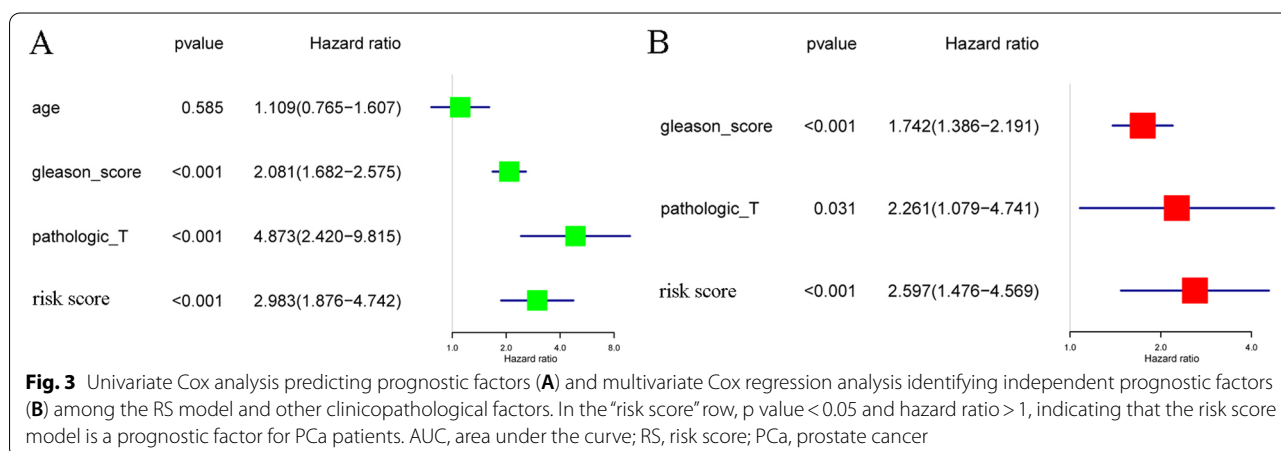 A pvalue Hazard ratio
age 0.585 1.109(0.765−1.607)
gleason_score <0.001 2.081(1.682−2.575)
pathologic_T <0.001 4.873(2.420−9.815)
risk score <0.001 2.983(1.876−4.742)
1.0 2.0 4.0 8.0
Hazard ratio
B pvalue Hazard ratio
gleason_score <0.001 1.742(1.386−2.191)
pathologic_T 0.031 2.261(1.079−4.741)
risk score <0.001 2.597(1.476−4.569)
1.0 2.0 4.0
Hazard ratio
Fig. 3 Univariate Cox analysis predicting prognostic factors (A) and multivariate Cox regression analysis identifying independent prognostic factors
(B) among the RS model and other clinicopathological factors. In the “risk score” row, p value < 0.05 and hazard ratio > 1, indicating that the risk score
model is a prognostic factor for PCa patients. AUC, area under the curve; RS, risk score; PCa, prostate cancer